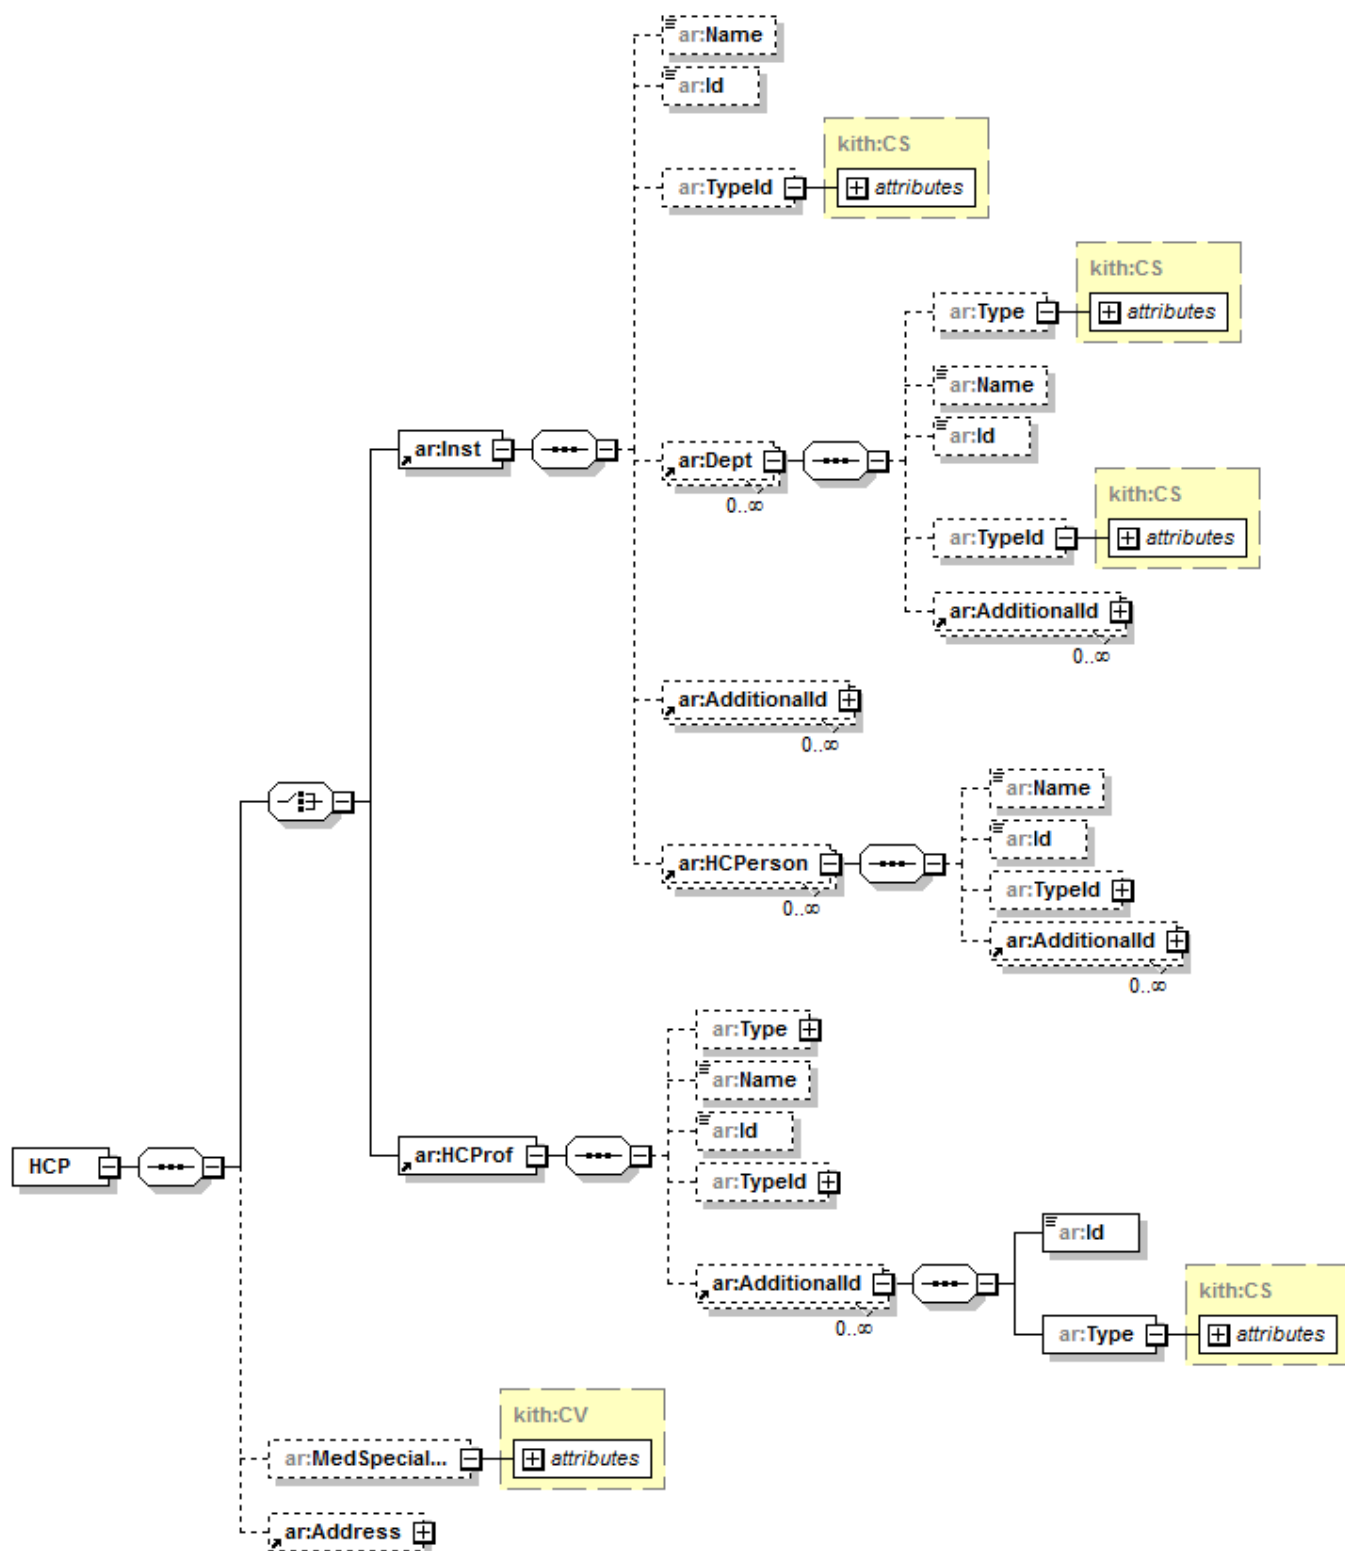 ar:Name
ar:Id
kith:CS
ar:TypeId
attributes
kith:CS
ar:Type
attributes
ar:Name
ar:Id
ar:Inst
ar:Dept
0..∞
kith:CS
ar:TypeId
attributes
ar:AdditionalId
0..∞
ar:AdditionalId
0..∞
ar:Name
ar:Id
ar:HCPerson
0..∞
ar:TypeId
ar:AdditionalId
0..∞
ar:Type
ar:Name
ar:Id
ar:HCProf
HCP
ar:TypeId
ar:Id
ar:AdditionalId
0..∞
kith:CS
ar:Type
attributes
kith:CV
ar:MedSpecial...
attributes
ar:Address